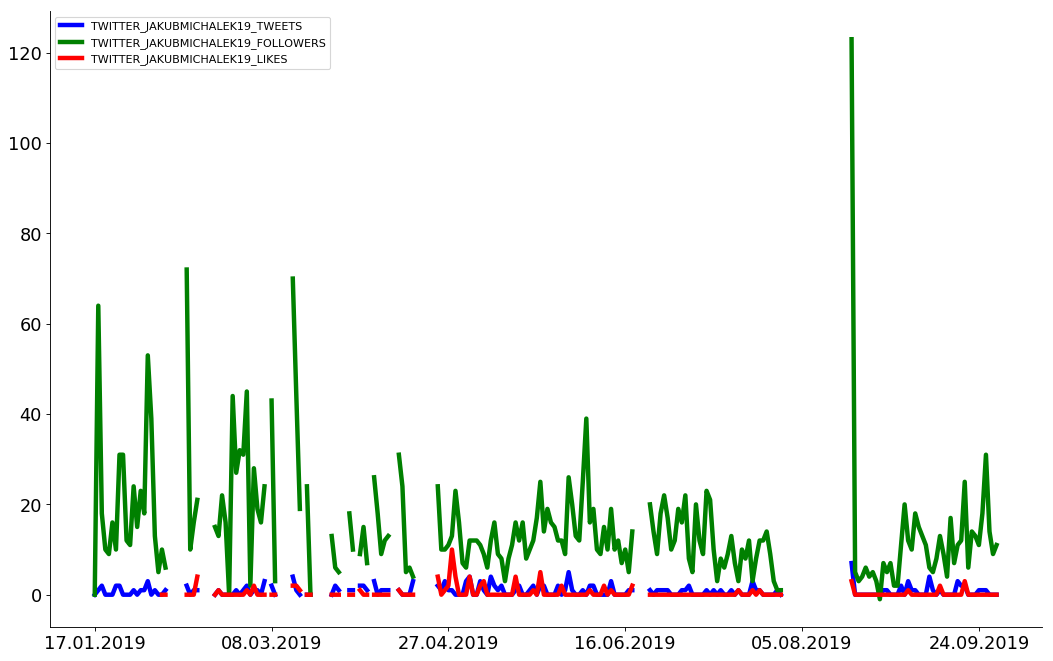 TWITTER_JAKUBMICHALEK19_TWEETS
TWITTER_JAKUBMICHALEK19_FOLLOWERS
TWITTER_JAKUBMICHALEK19_LIKES
120
100
80
60
40
20
0
17.01.2019 08.03.2019 27.04.2019 16.06.2019 05.08.2019 24.09.2019